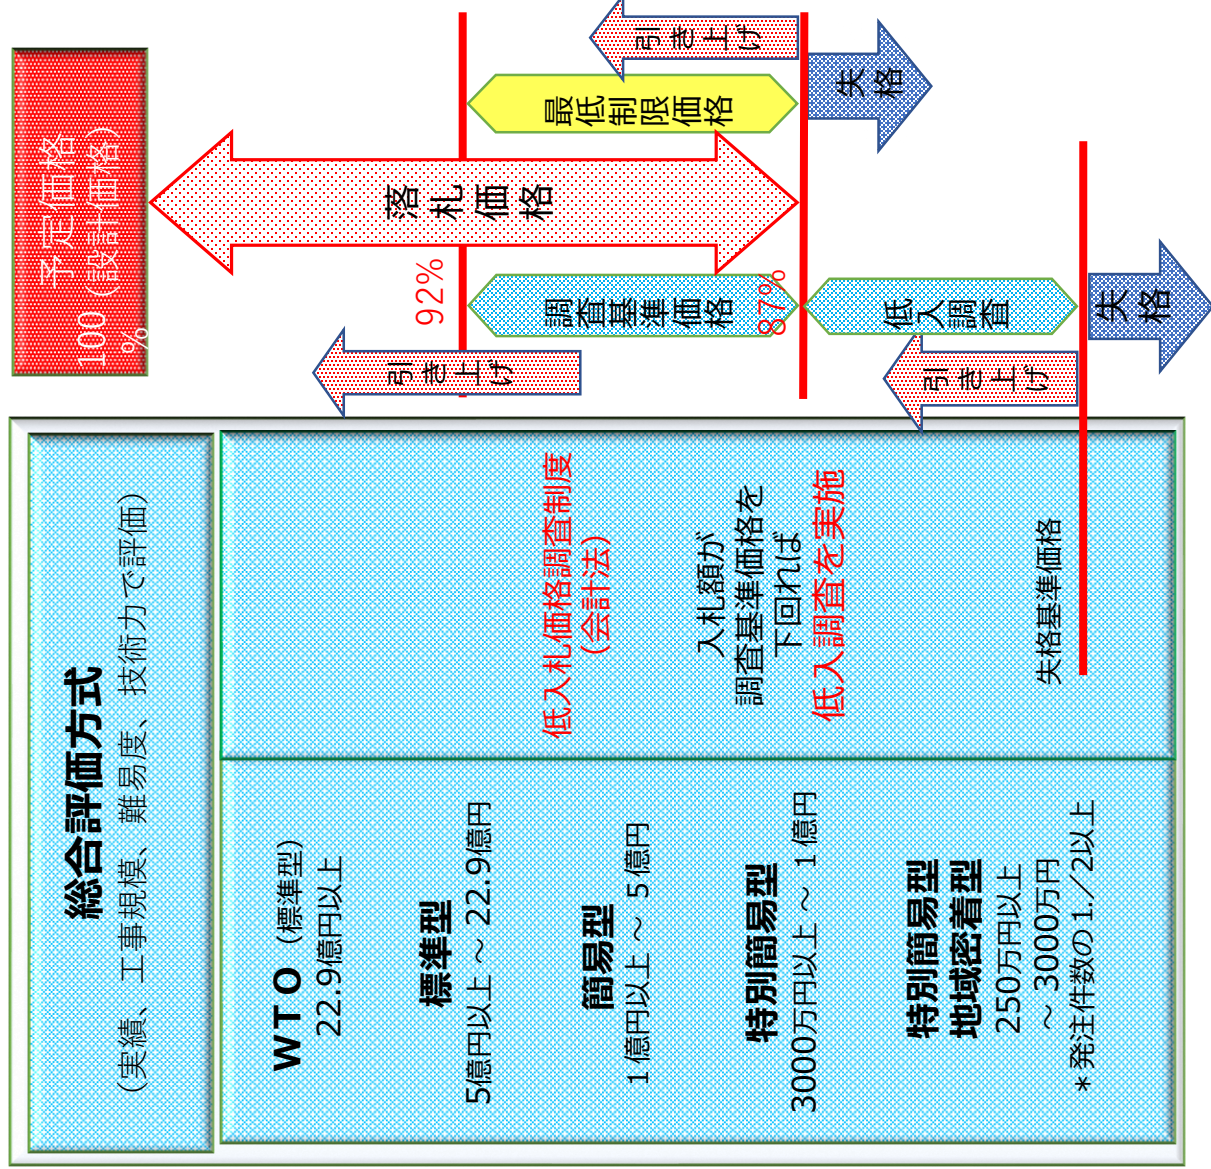 総合評価方式
（実績、工事規模、難易度、技術力で評価）
ＷＴＯ（標準型）
22.9億円以上
標準型
5億円以上～22.9億円
簡易型
１億円以上～５億円
特別簡易型
3000万円以上～１億円
特別簡易型
地域密着型
250万円以上
～3000万円
＊発注件数の１／2以上
低入札価格調査制度
（会計法）
入札額が
調査基準価格を
下回れば
低入調査を実施
失格基準価格
予定価格
100（設計価格）
%
引き上げ
92%
調査基準価格
87%
低入調査
引き上げ
失格
落札価格
最低制限価格
引き上げ
失格